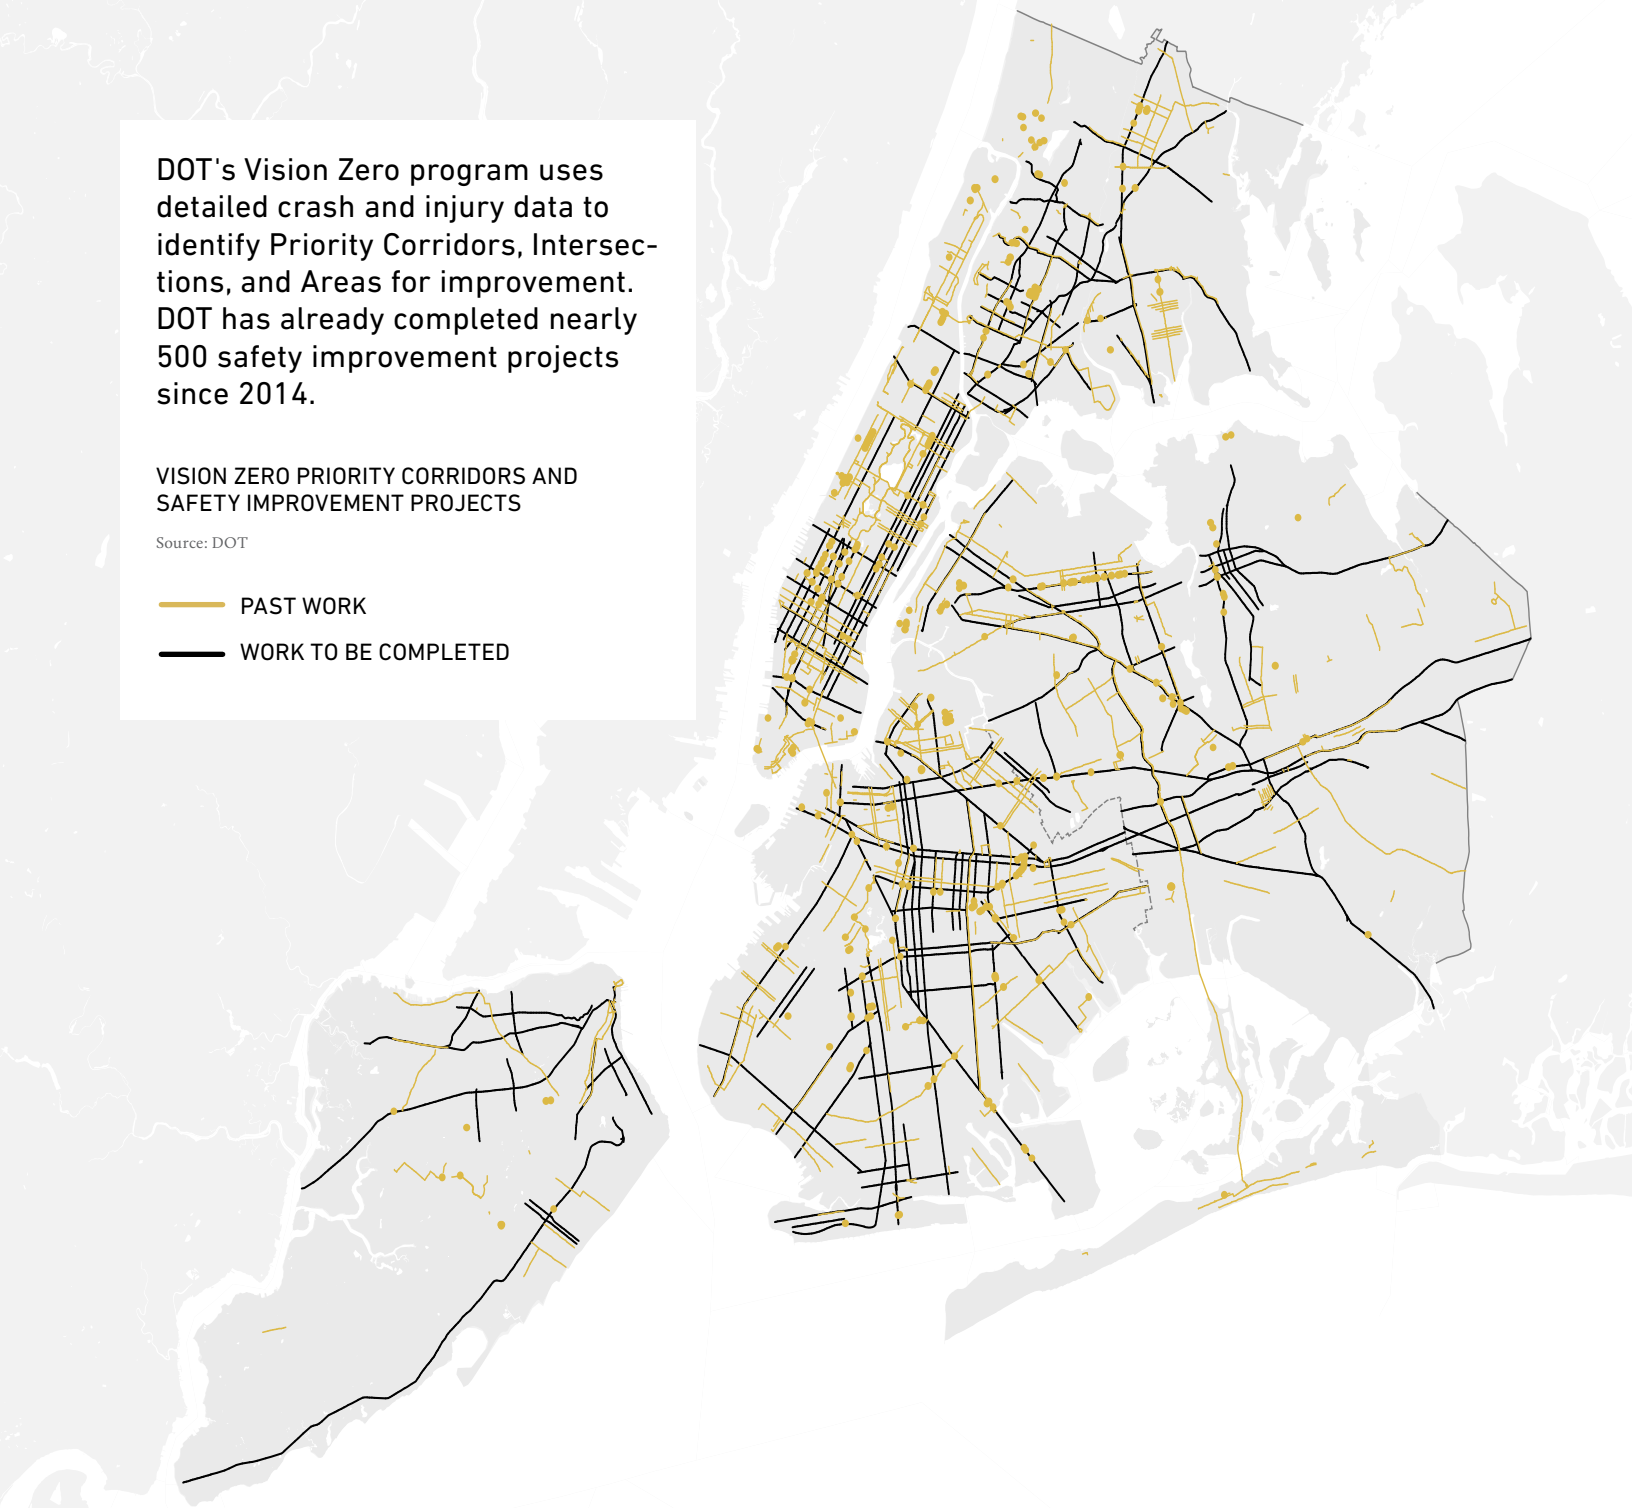 DOT's Vision Zero program uses
detailed crash and injury data to
identify Priority Corridors, Intersec-
tions, and Areas for improvement.
DOT has already completed nearly
500 safety improvement projects
since 2014.
VISION ZERO PRIORITY CORRIDORS AND
SAFETY IMPROVEMENT PROJECTS
Source: DOT
PAST WORK
WORK TO BE COMPLETED